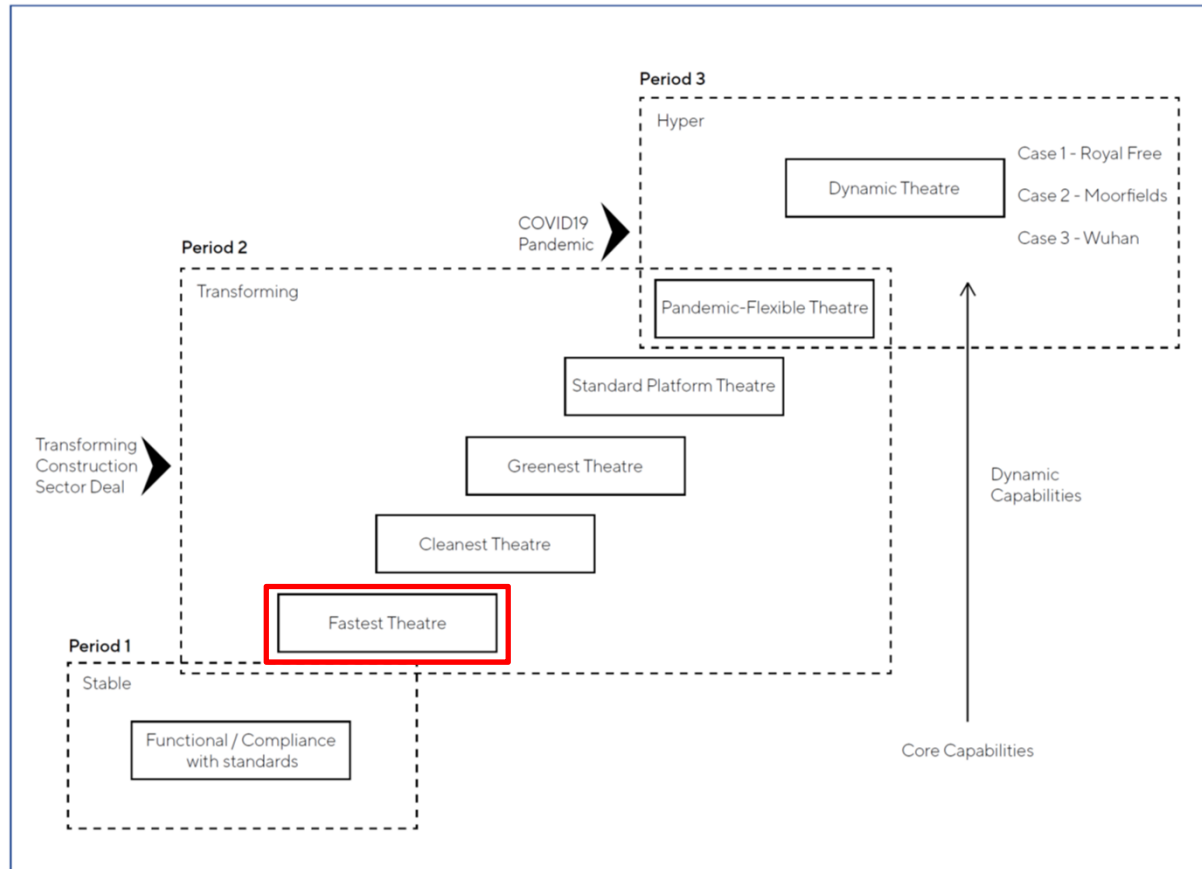 Period 3
Hyper
Case 1 - Royal Free
Dynamic Theatre
Case 2 - Moorfields
COVID19
Pandemic
Case 3 - Wuhan
Period 2
Transforming
Pandemic-Flexible Theatre
Standard Platform Theatre
Transforming
Construction
Sector Deal
Greenest Theatre
Dynamic
Capabilities
Cleanest Theatre
Fastest Theatre
Period 1
Stable
Functional / Compliance
with standards
Core Capabilities